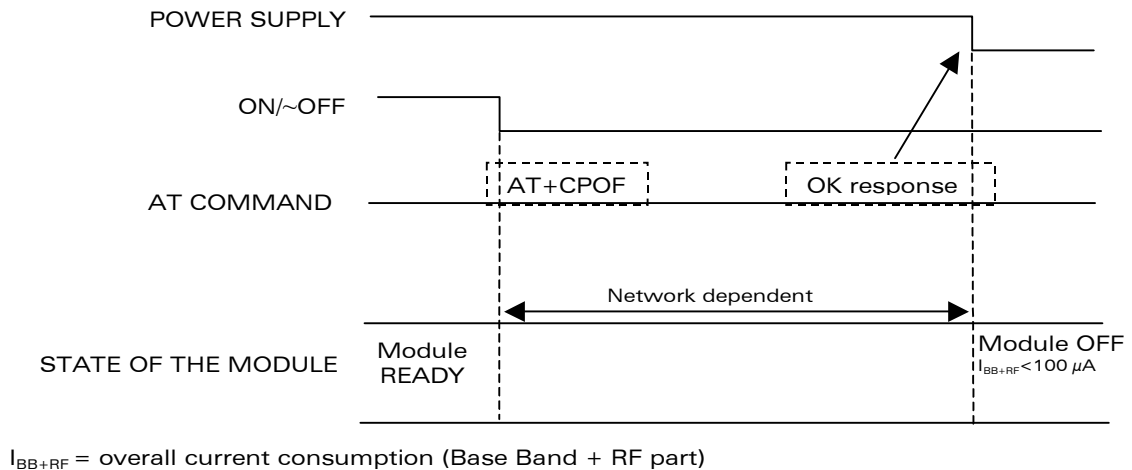 POWER SUPPLY
ON/~OFF
AT COMMAND
AT+CPOF
OK response
Network dependent
STATE OF THE MODULE
Module
READY
Module OFF
I_BB+RF<100 µA
I_BB+RF = overall current consumption (Base Band + RF part)